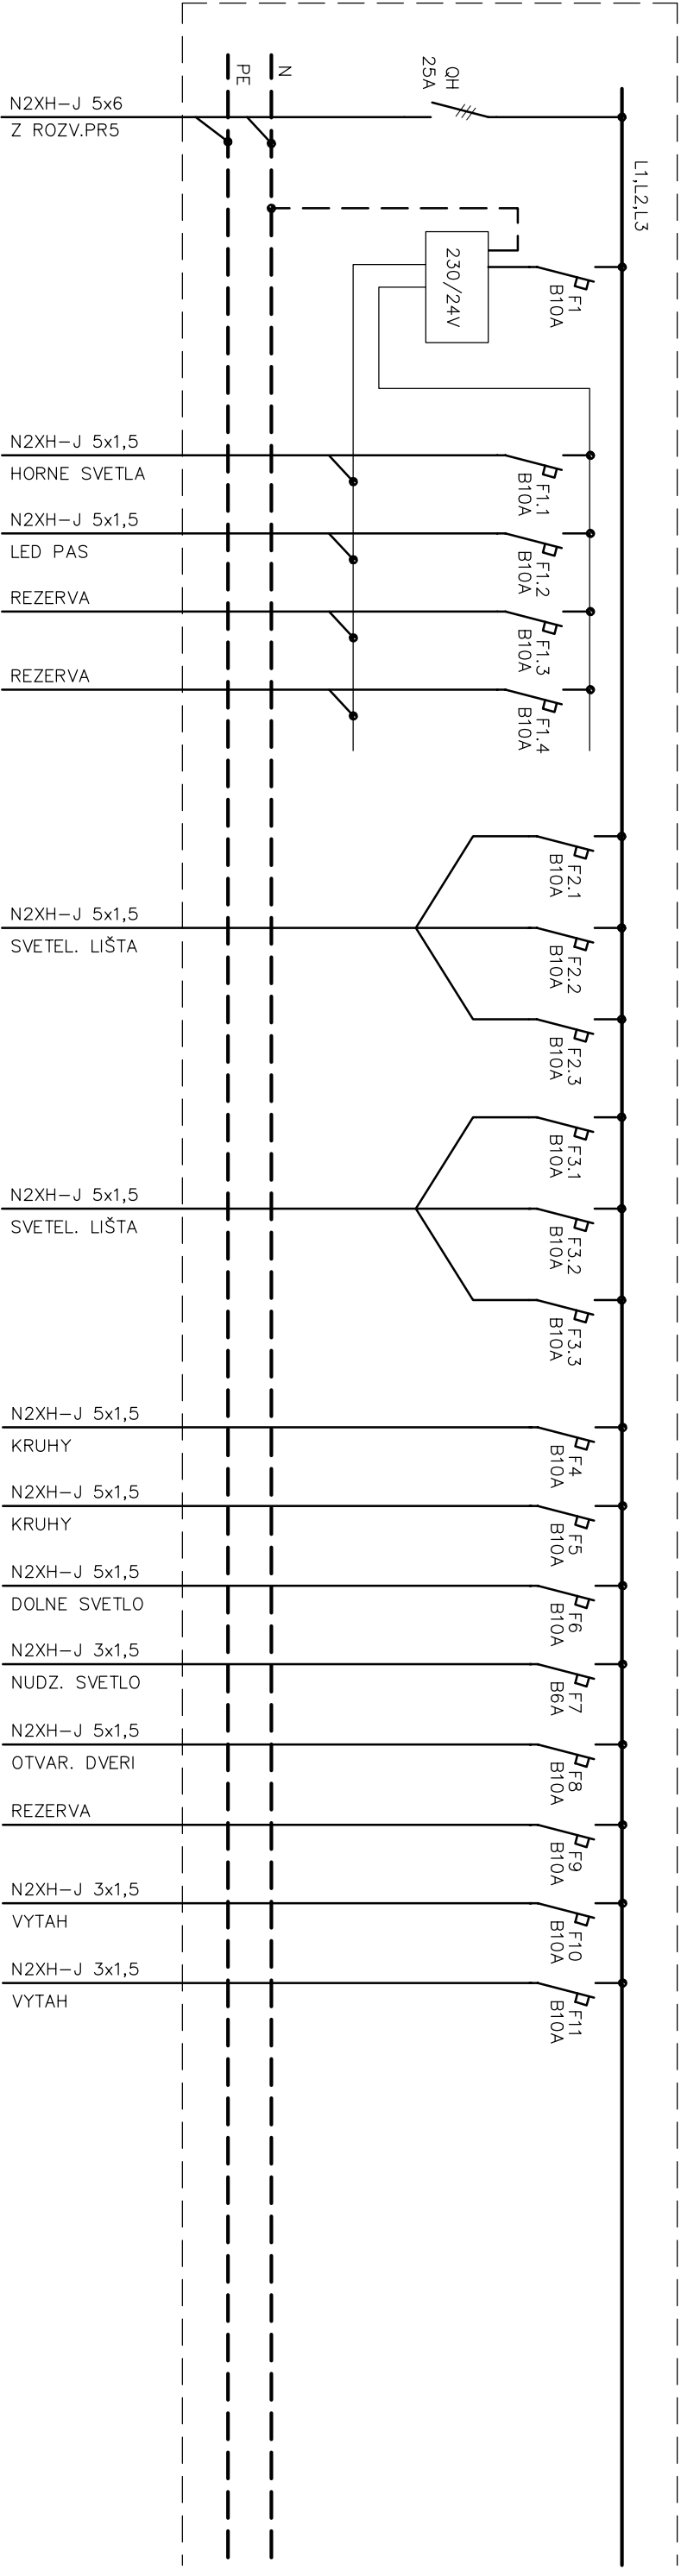 QH
25A
N
PE
N2XH-J 5x6
Z ROZV.PR5
L1,L2,L3
230/24V
F1
B10A
N2XH-J 5x1,5
HORNE SVETLA
F1.1
B10A
N2XH-J 5x1,5
LED PAS
F1.2
B10A
REZERVA
F1.3
B10A
REZERVA
F1.4
B10A
F2.1
B10A
N2XH-J 5x1,5
SVETEL. LIŠTA
F2.2
B10A
F2.3
B10A
F3.1
B10A
N2XH-J 5x1,5
SVETEL. LIŠTA
F3.2
B10A
F3.3
B10A
N2XH-J 5x1,5
KRUHY
F4
B10A
N2XH-J 5x1,5
KRUHY
F5
B10A
N2XH-J 5x1,5
DOLNE SVETLO
F6
B10A
N2XH-J 3x1,5
NUDZ. SVETLO
F7
B6A
N2XH-J 5x1,5
OTVAR. DVERI
F8
B10A
REZERVA
F9
B10A
N2XH-J 3x1,5
VYTAH
F10
B10A
N2XH-J 3x1,5
VYTAH
F11
B10A